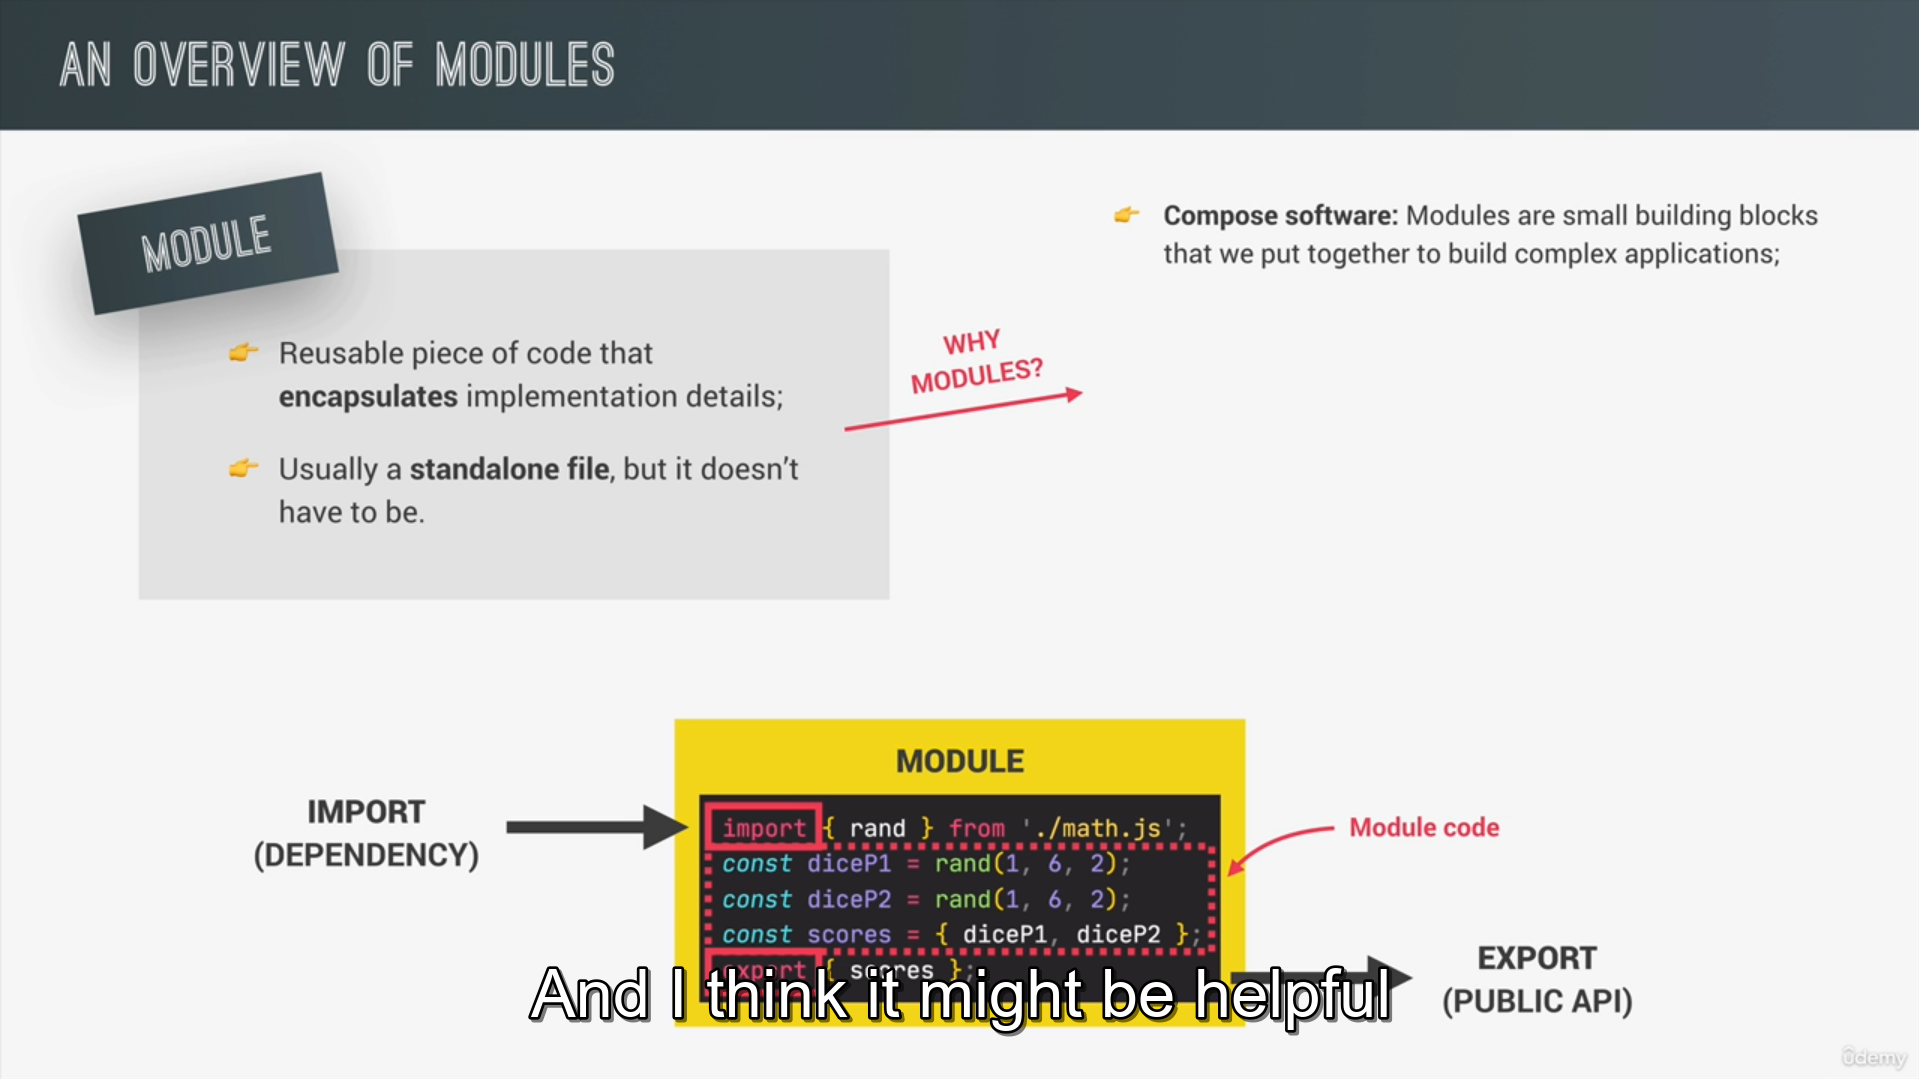 AN OVERVIEW OF MODULES
MODULE
Reusable piece of code that
encapsulates implementation details;
Usually a standalone file, but it doesn't
have to be.
WHY
MODULES?
Compose software: Modules are small building blocks
that we put together to build complex applications;
IMPORT
(DEPENDENCY)
MODULE
import { rand } from './math.js';
const diceP1 = rand(1, 6, 2);
const diceP2 = rand(1, 6, 2);
const scores = { diceP1, diceP2 };
export { scores };
Module code
EXPORT
(PUBLIC API)
And I think it might be helpful
ûdemy